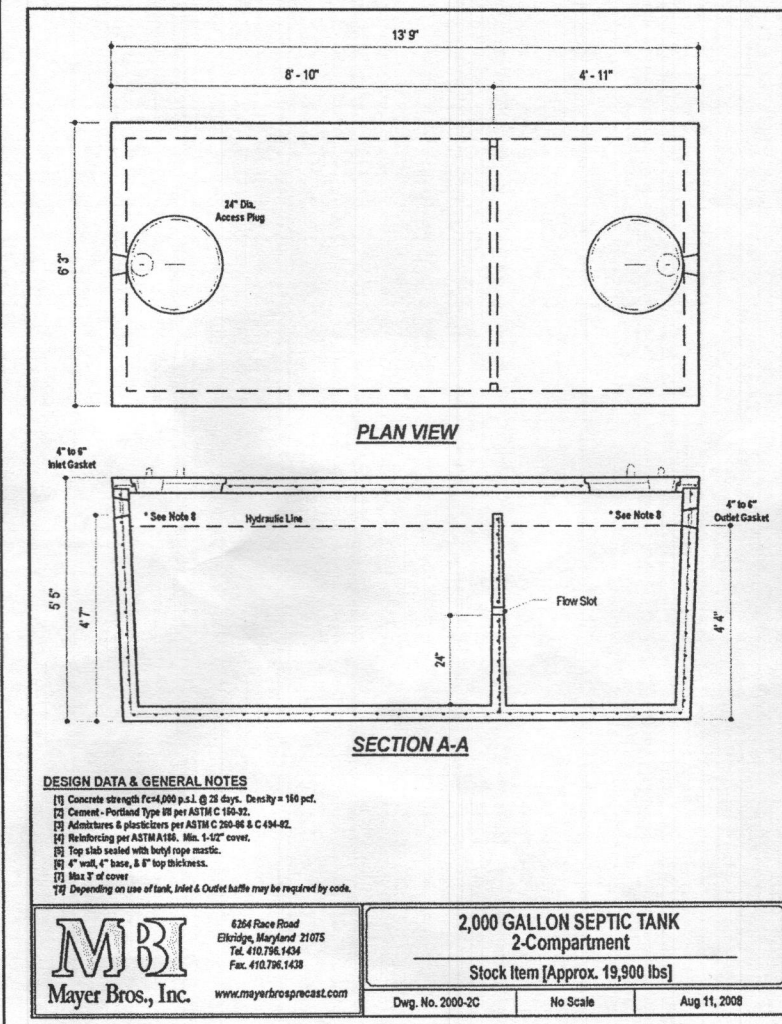 13' 9"
8' - 10"
4' - 11"
24" Dia.
Access Plug
6' 3"
PLAN VIEW
4" to 6"
Inlet Gasket
* See Note 8
Hydraulic Line
* See Note 8
4" to 6"
Outlet Gasket
Flow Slot
5' 5"
4' 7"
24"
4' 4"
SECTION A-A
DESIGN DATA & GENERAL NOTES
[1] Concrete strength f'c=4,000 p.s.i. @ 28 days. Density = 150 pcf.
[2] Cement - Portland Type I/II per ASTM C 150-92.
[3] Admixtures & plasticizers per ASTM C 260-86 & C 494-92.
[4] Reinforcing per ASTM A185. Min. 1-1/2" cover.
[5] Top slab sealed with butyl rope mastic.
[6] 4" wall, 4" base, & 5" top thickness.
[7] Max 3' of cover
Depending on use of tank, Inlet & Outlet baffle may be required by code.
MBI
Mayer Bros., Inc.
6264 Race Road
Elkridge, Maryland 21075
Tel. 410.796.1434
Fax. 410.796.1438
www.mayerbrosprecast.com
2,000 GALLON SEPTIC TANK
2-Compartment
Stock Item [Approx. 19,900 lbs]
Dwg. No. 2000-2C
No Scale
Aug 11, 2008